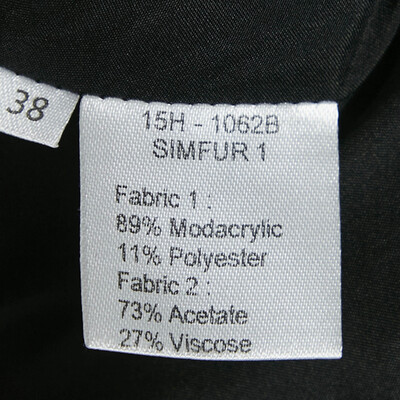 38
15H - 1062B
SIMFUR 1
Fabric 1 :
89% Modacrylic
11% Polyester
Fabric 2 :
73% Acetate
27% Viscose